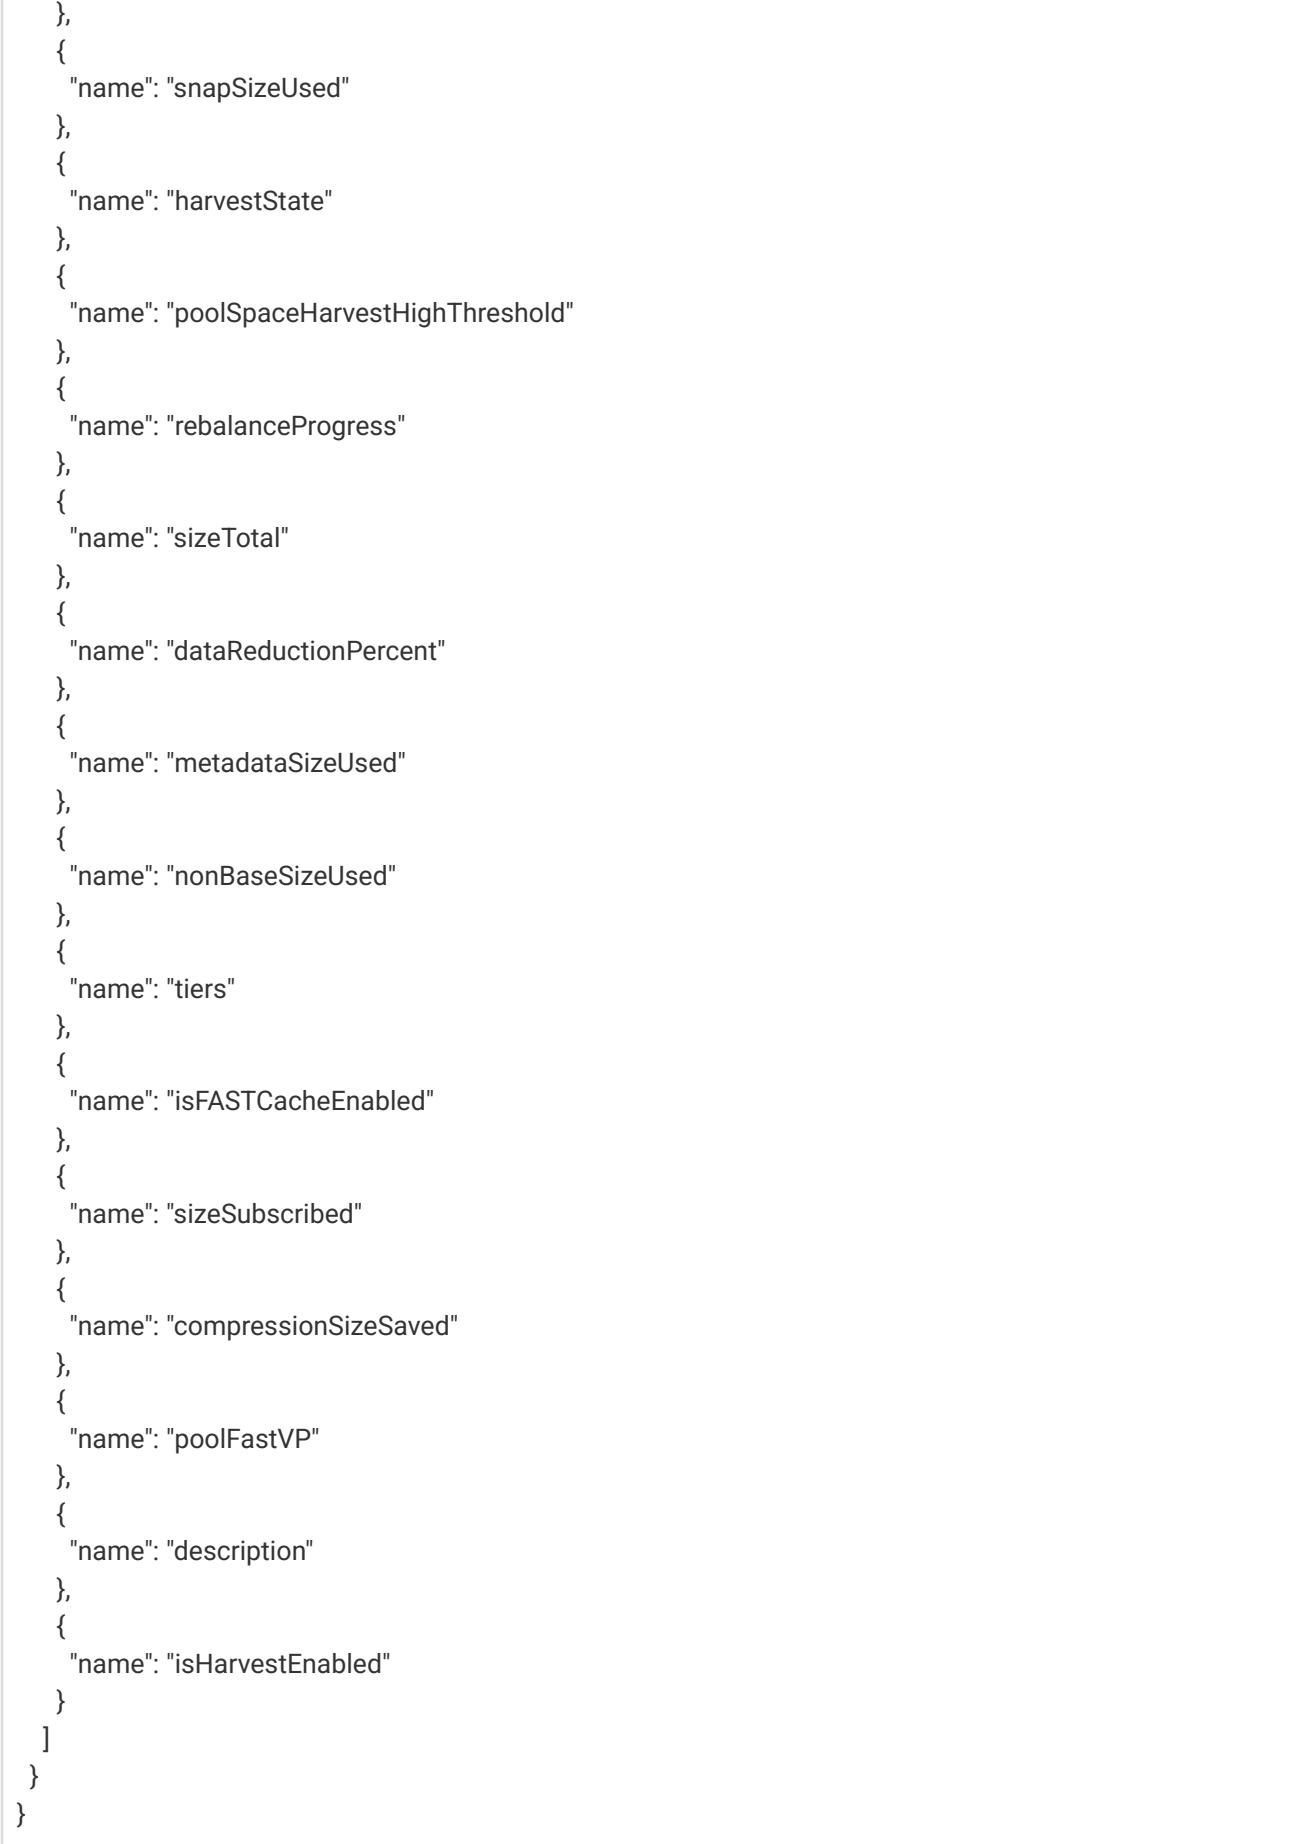 },
{
"name": "snapSizeUsed"
},
{
"name": "harvestState"
},
{
"name": "poolSpaceHarvestHighThreshold"
},
{
"name": "rebalanceProgress"
},
{
"name": "sizeTotal"
},
{
"name": "dataReductionPercent"
},
{
"name": "metadataSizeUsed"
},
{
"name": "nonBaseSizeUsed"
},
{
"name": "tiers"
},
{
"name": "isFASTCacheEnabled"
},
{
"name": "sizeSubscribed"
},
{
"name": "compressionSizeSaved"
},
{
"name": "poolFastVP"
},
{
"name": "description"
},
{
"name": "isHarvestEnabled"
}
]
}
}